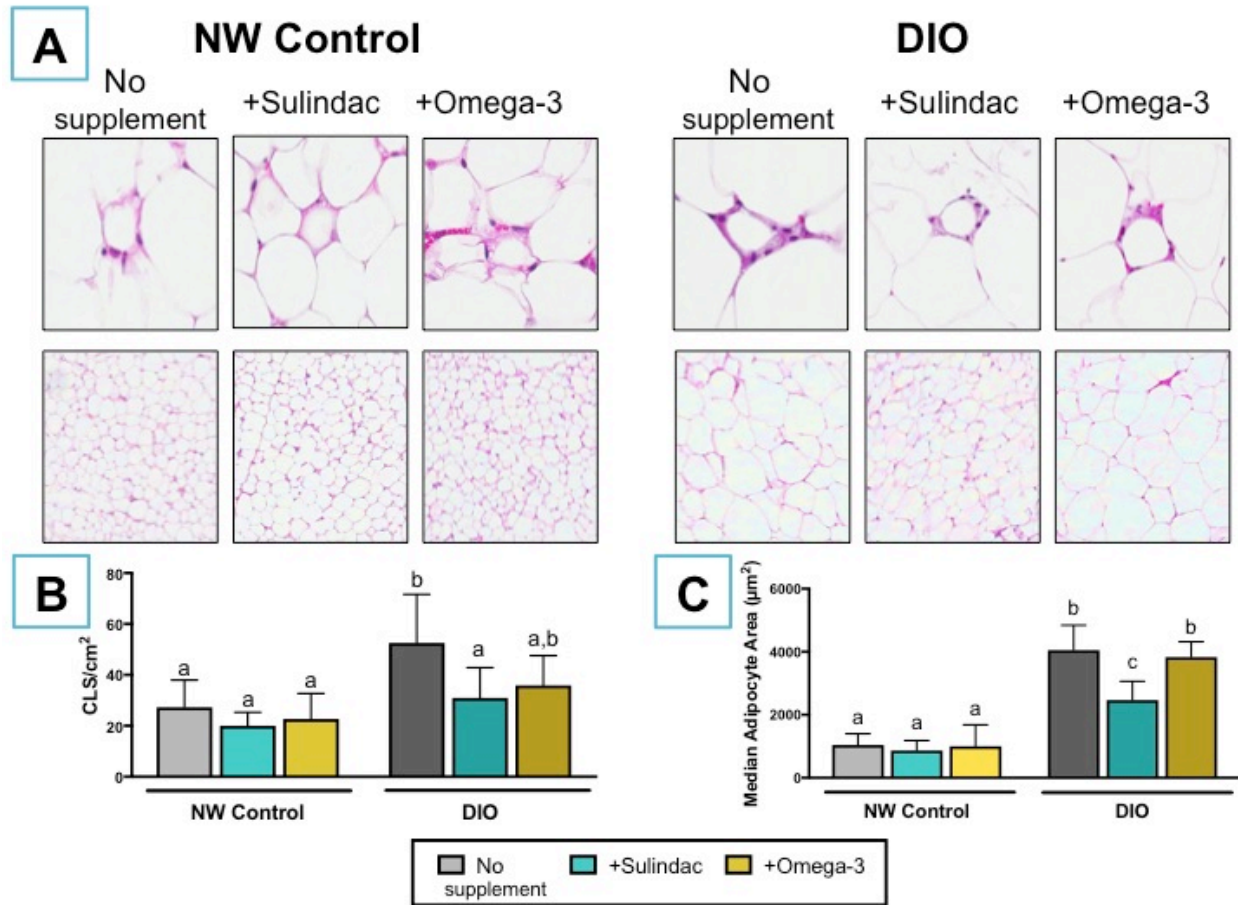 A
NW Control
DIO
No
supplement
+Sulindac
+Omega-3
No
supplement
+Sulindac
+Omega-3
B
CLS/cm²
80
60
40
20
0
a
a
a
b
a
a,b
NW Control
DIO
C
Median Adipocyte Area (µm²)
6000
4000
2000
0
a
a
a
b
c
b
NW Control
DIO
No
supplement
+Sulindac
+Omega-3